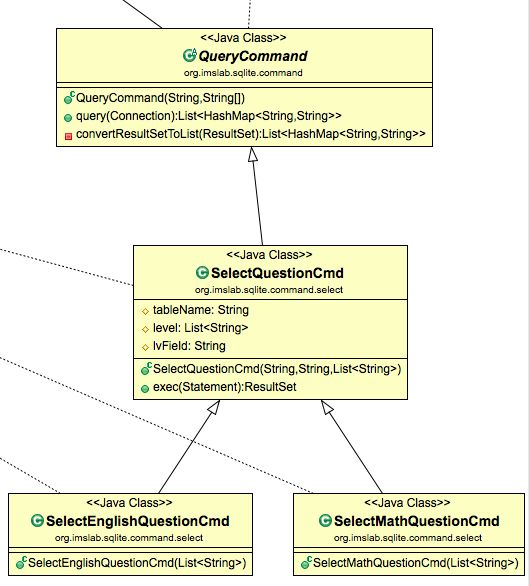 <<Java Class>>
QueryCommand
org.imslab.sqlite.command
QueryCommand(String,String[])
query(Connection):List<HashMap<String,String>>
convertResultSetToList(ResultSet):List<HashMap<String,String>>
<<Java Class>>
SelectQuestionCmd
org.imslab.sqlite.command.select
tableName: String
level: List<String>
lvField: String
SelectQuestionCmd(String,String,List<String>)
exec(Statement):ResultSet
<<Java Class>>
SelectEnglishQuestionCmd
org.imslab.sqlite.command.select
SelectEnglishQuestionCmd(List<String>)
<<Java Class>>
SelectMathQuestionCmd
org.imslab.sqlite.command.select
SelectMathQuestionCmd(List<String>)